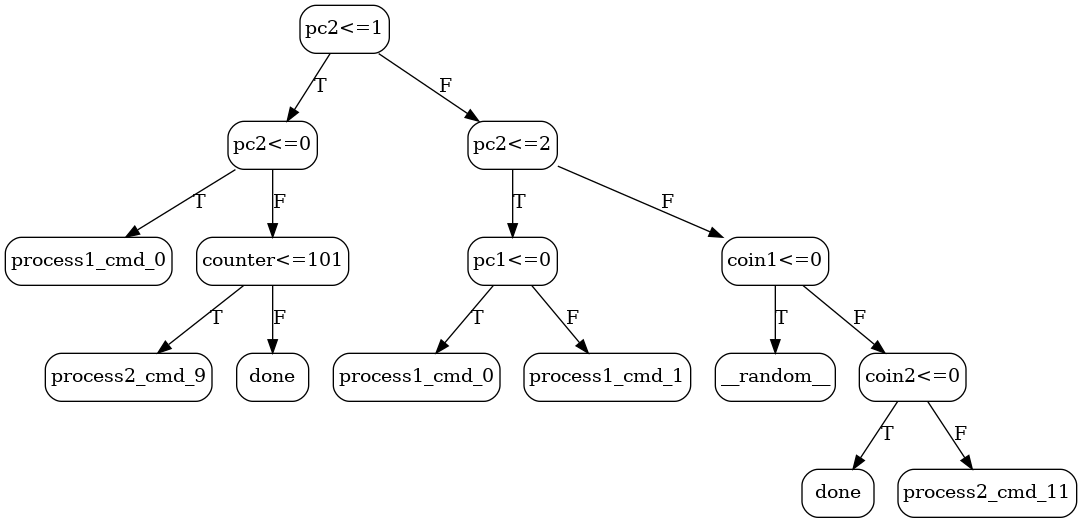 pc2<=1
T
F
pc2<=0
pc2<=2
T
F
T
F
process1_cmd_0
counter<=101
pc1<=0
coin1<=0
T
F
T
F
T
F
process2_cmd_9
done
process1_cmd_0
process1_cmd_1
__random__
coin2<=0
T
F
done
process2_cmd_11